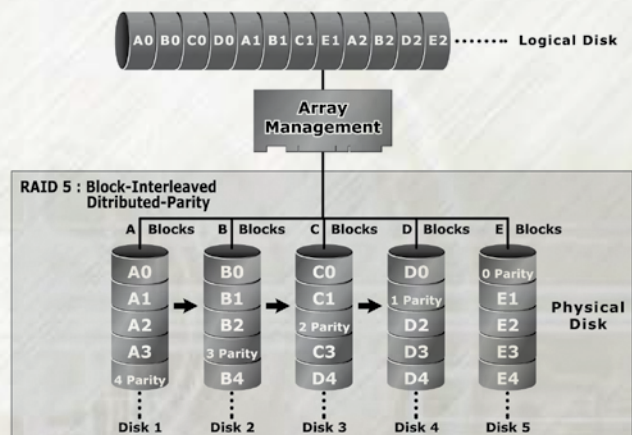 A0 B0 C0 D0 A1 B1 C1 E1 A2 B2 D2 E2 Logical Disk
Array
Management
RAID 5 : Block-Interleaved
Ditributed-Parity
A Blocks B Blocks C Blocks D Blocks E Blocks
A0 B0 C0 D0 0 Parity
A1 B1 C1 1 Parity E1
A2 B2 2 Parity D2 E2
A3 3 Parity C3 D3 E3
4 Parity B4 D4 D4 E4
Physical
Disk
Disk 1 Disk 2 Disk 3 Disk 4 Disk 5